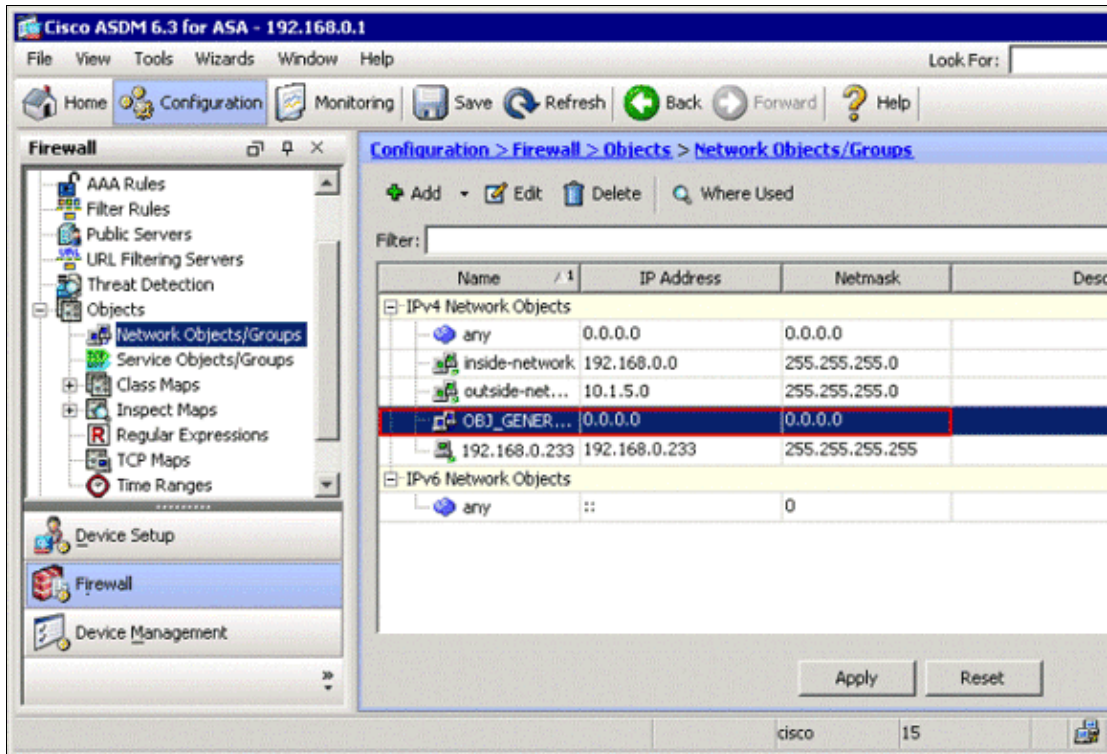 Cisco ASDM 6.3 for ASA - 192.168.0.1
File View Tools Wizards Window Help Look For:
Home Configuration Monitoring Save Refresh Back Forward Help
Firewall
AAA Rules
Filter Rules
Public Servers
URL Filtering Servers
Threat Detection
Objects
Network Objects/Groups
Service Objects/Groups
Class Maps
Inspect Maps
Regular Expressions
TCP Maps
Time Ranges
Device Setup
Firewall
Device Management
Configuration > Firewall > Objects > Network Objects/Groups
Add Edit Delete Where Used
Filter:
Name 1 IP Address Netmask Desc
IPv4 Network Objects
any 0.0.0.0 0.0.0.0
inside-network 192.168.0.0 255.255.255.0
outside-net... 10.1.5.0 255.255.255.0
OBJ_GENER... 0.0.0.0 0.0.0.0
192.168.0.233 192.168.0.233 255.255.255.255
IPv6 Network Objects
any :: 0
Apply Reset
cisco 15